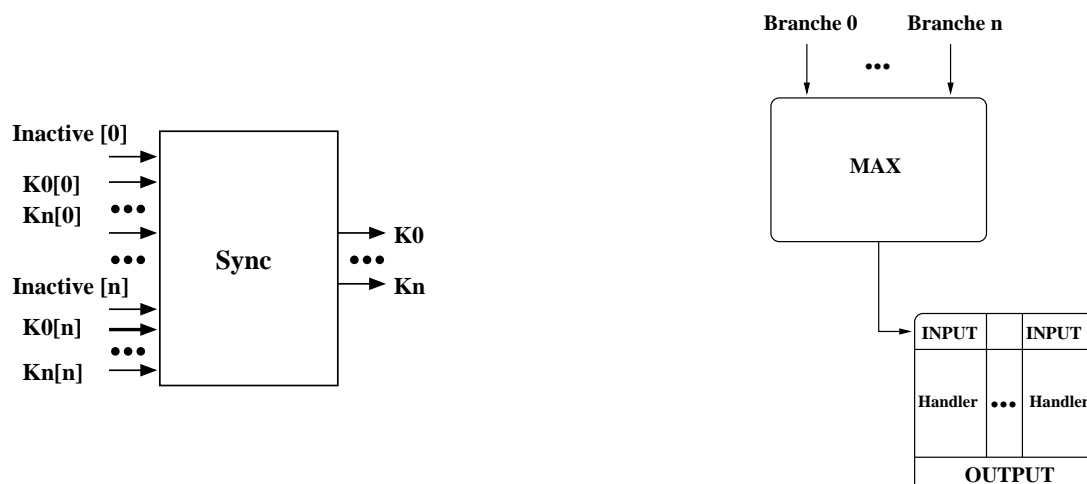 Inactive [0]
K0[0]
Kn[0]
Inactive [n]
K0[n]
Kn[n]
Sync
K0
Kn
Branche 0 Branche n
MAX
INPUT INPUT
Handler Handler
OUTPUT